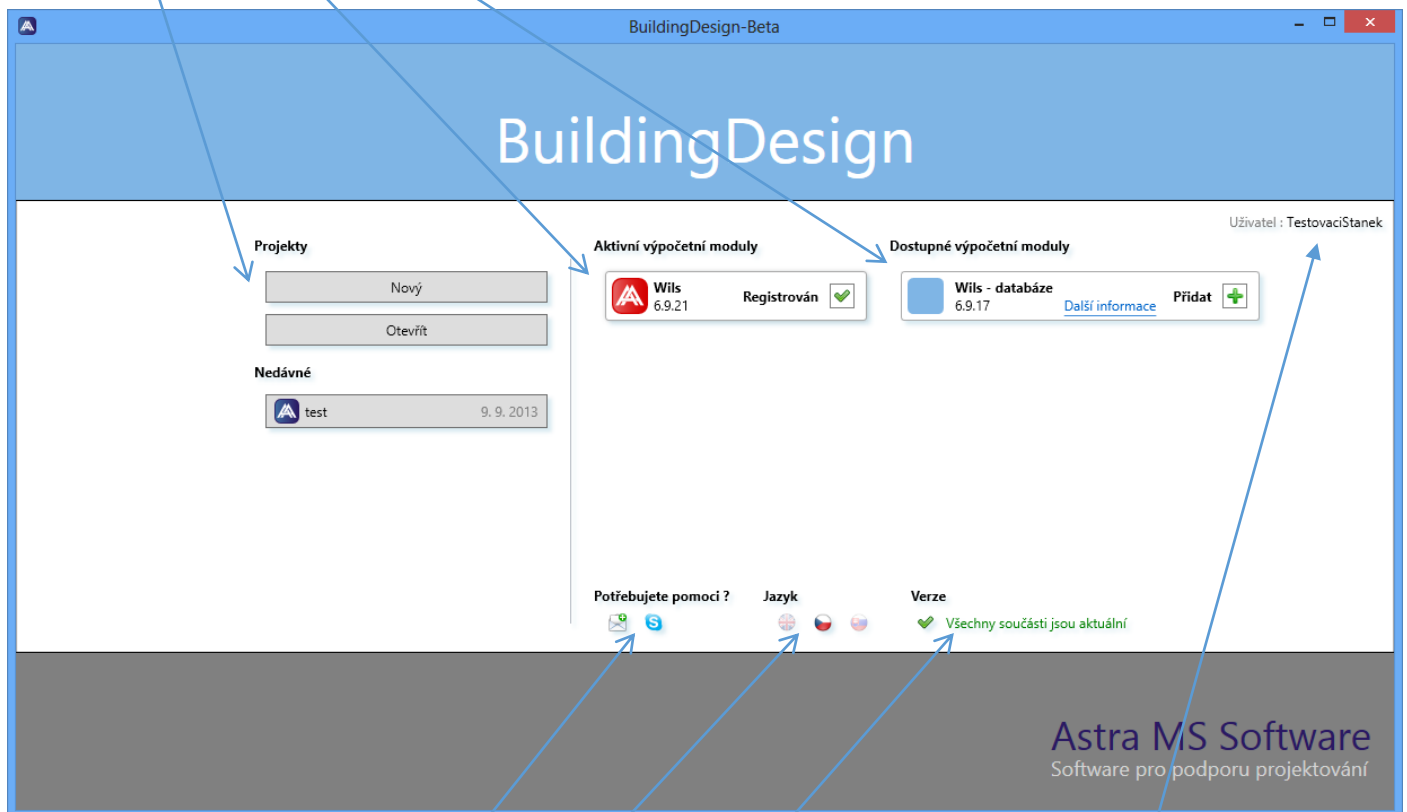 BuildingDesign-Beta
BuildingDesign
Uživatel : TestovaciStanek
Projekty
Nový
Otevřít
Nedávné
test 9. 9. 2013
Aktivní výpočetní moduly
Wils
6.9.21
Registrován
Dostupné výpočetní moduly
Wils - databáze
6.9.17
Další informace
Přidat
Potřebujete pomoci ?
Jazyk
Verze
Všechny součásti jsou aktuální
Astra MS Software
Software pro podporu projektování